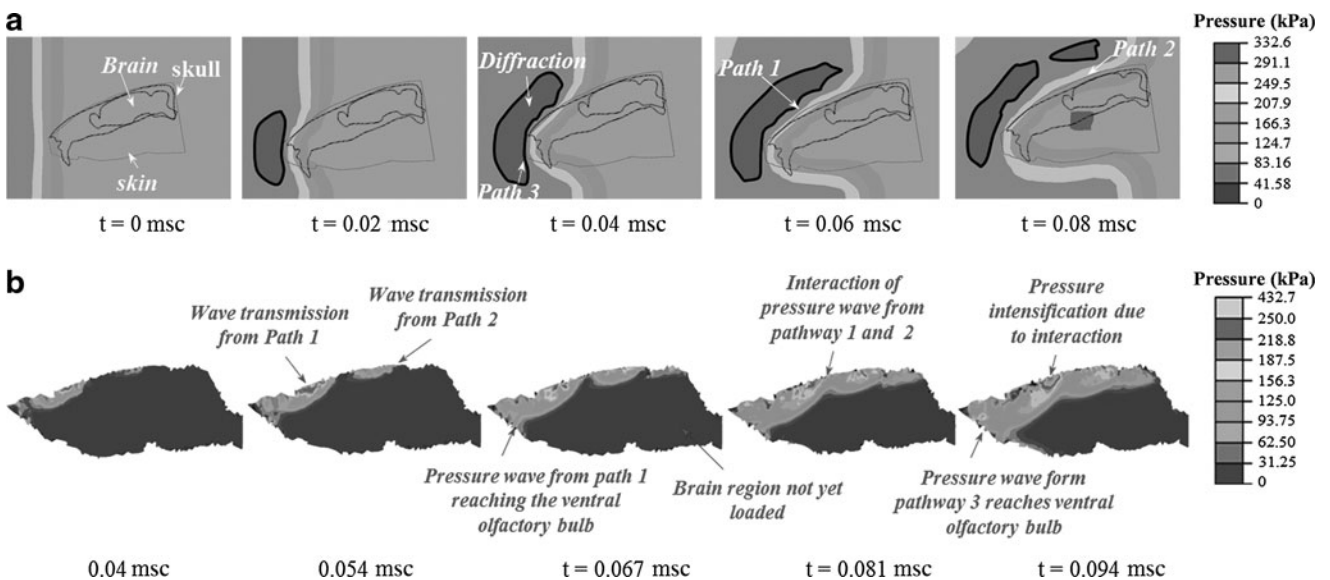 a
Pressure (kPa)
Brain
skull
skin
Diffraction
Path 3
Path 1
Path 2
332.6
291.1
249.5
207.9
166.3
124.7
83.16
41.58
0
t = 0 msc
t = 0.02 msc
t = 0.04 msc
t = 0.06 msc
t = 0.08 msc
b
Pressure (kPa)
Wave transmission
from Path 1
Wave transmission
from Path 2
Interaction of
pressure wave from
pathway 1 and 2
Pressure
intensification due
to interaction
432.7
250.0
218.8
187.5
156.3
125.0
93.75
62.50
31.25
0
Pressure wave from path 1
reaching the ventral
olfactory bulb
Brain region not yet
loaded
Pressure wave form
pathway 3 reaches ventral
olfactory bulb
0.04 msc
0.054 msc
t = 0.067 msc
t = 0.081 msc
t = 0.094 msc